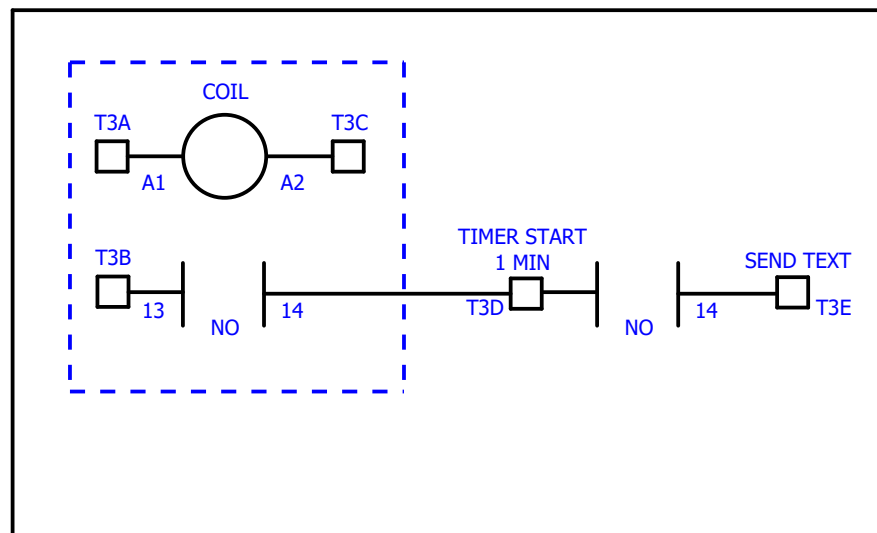 COIL
T3A
T3C
A1
A2
TIMER START
1 MIN
T3B
SEND TEXT
13
14
T3D
14
T3E
NO
NO